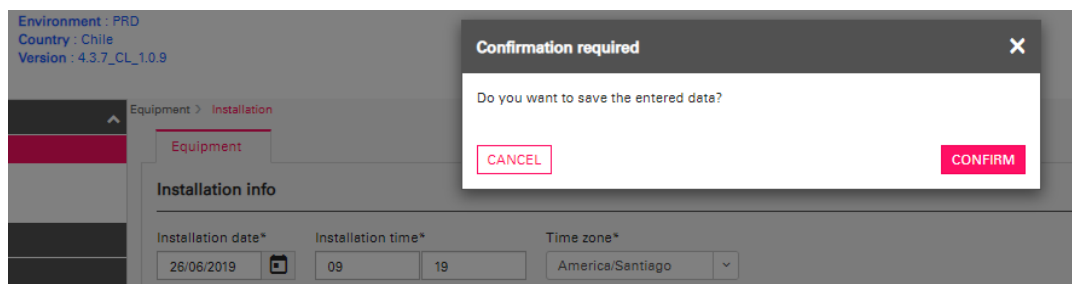 Environment : PRD
Country : Chile
Version : 4.3.7_CL_1.0.9
Confirmation required
Do you want to save the entered data?
CANCEL CONFIRM
Equipment > Installation
Equipment
Installation info
Installation date* Installation time* Time zone*
26/06/2019 09 19 America/Santiago